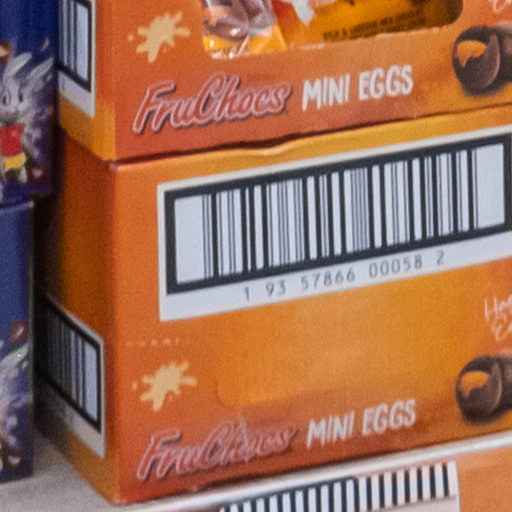 FruChocs MINI EGGS
1 93 57866 00058 2
FruChocs MINI EGGS